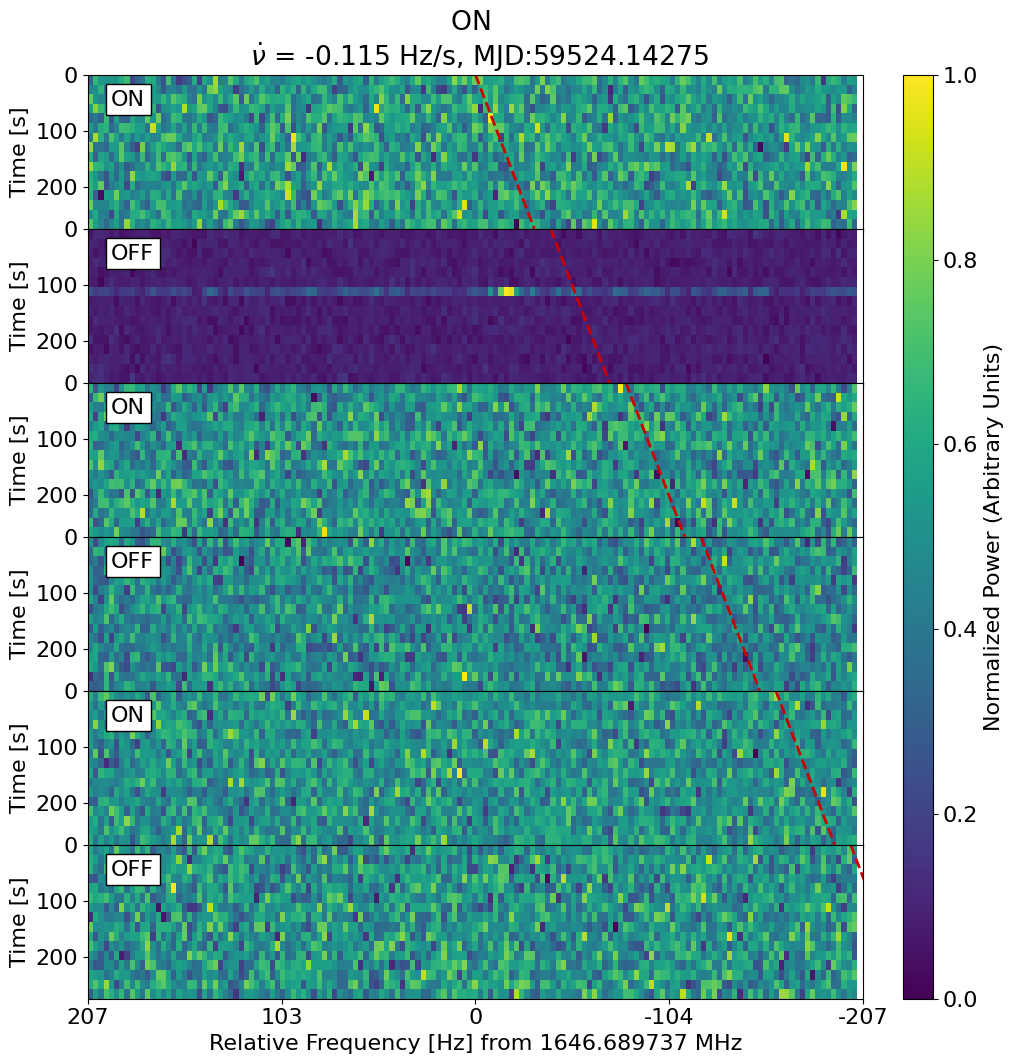 ON
ν̇ = -0.115 Hz/s, MJD:59524.14275
0
ON
100
200
Time [s]
0
OFF
100
200
Time [s]
0
ON
100
200
Time [s]
0
OFF
100
200
Time [s]
0
ON
100
200
Time [s]
0
OFF
100
200
Time [s]
207 103 0 -104 -207
Relative Frequency [Hz] from 1646.689737 MHz
1.0
0.8
0.6
0.4
0.2
0.0
Normalized Power (Arbitrary Units)